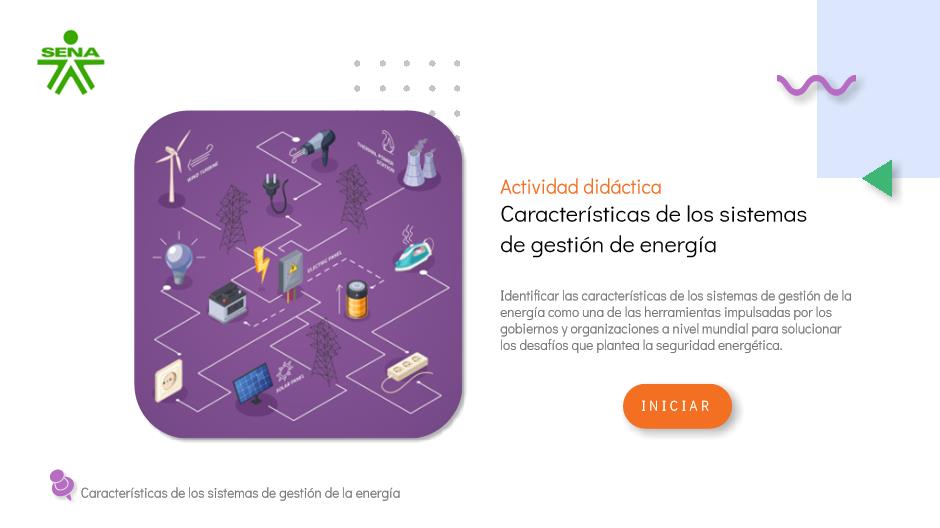 SENA
WIND TURBINE
THERMAL POWER
STATION
ELECTRIC PANEL
SOLAR PANEL
Actividad didáctica
Características de los sistemas
de gestión de energía
Identificar las características de los sistemas de gestión de la
energía como una de las herramientas impulsadas por los
gobiernos y organizaciones a nivel mundial para solucionar
los desafíos que plantea la seguridad energética.
INICIAR
Características de los sistemas de gestión de la energía